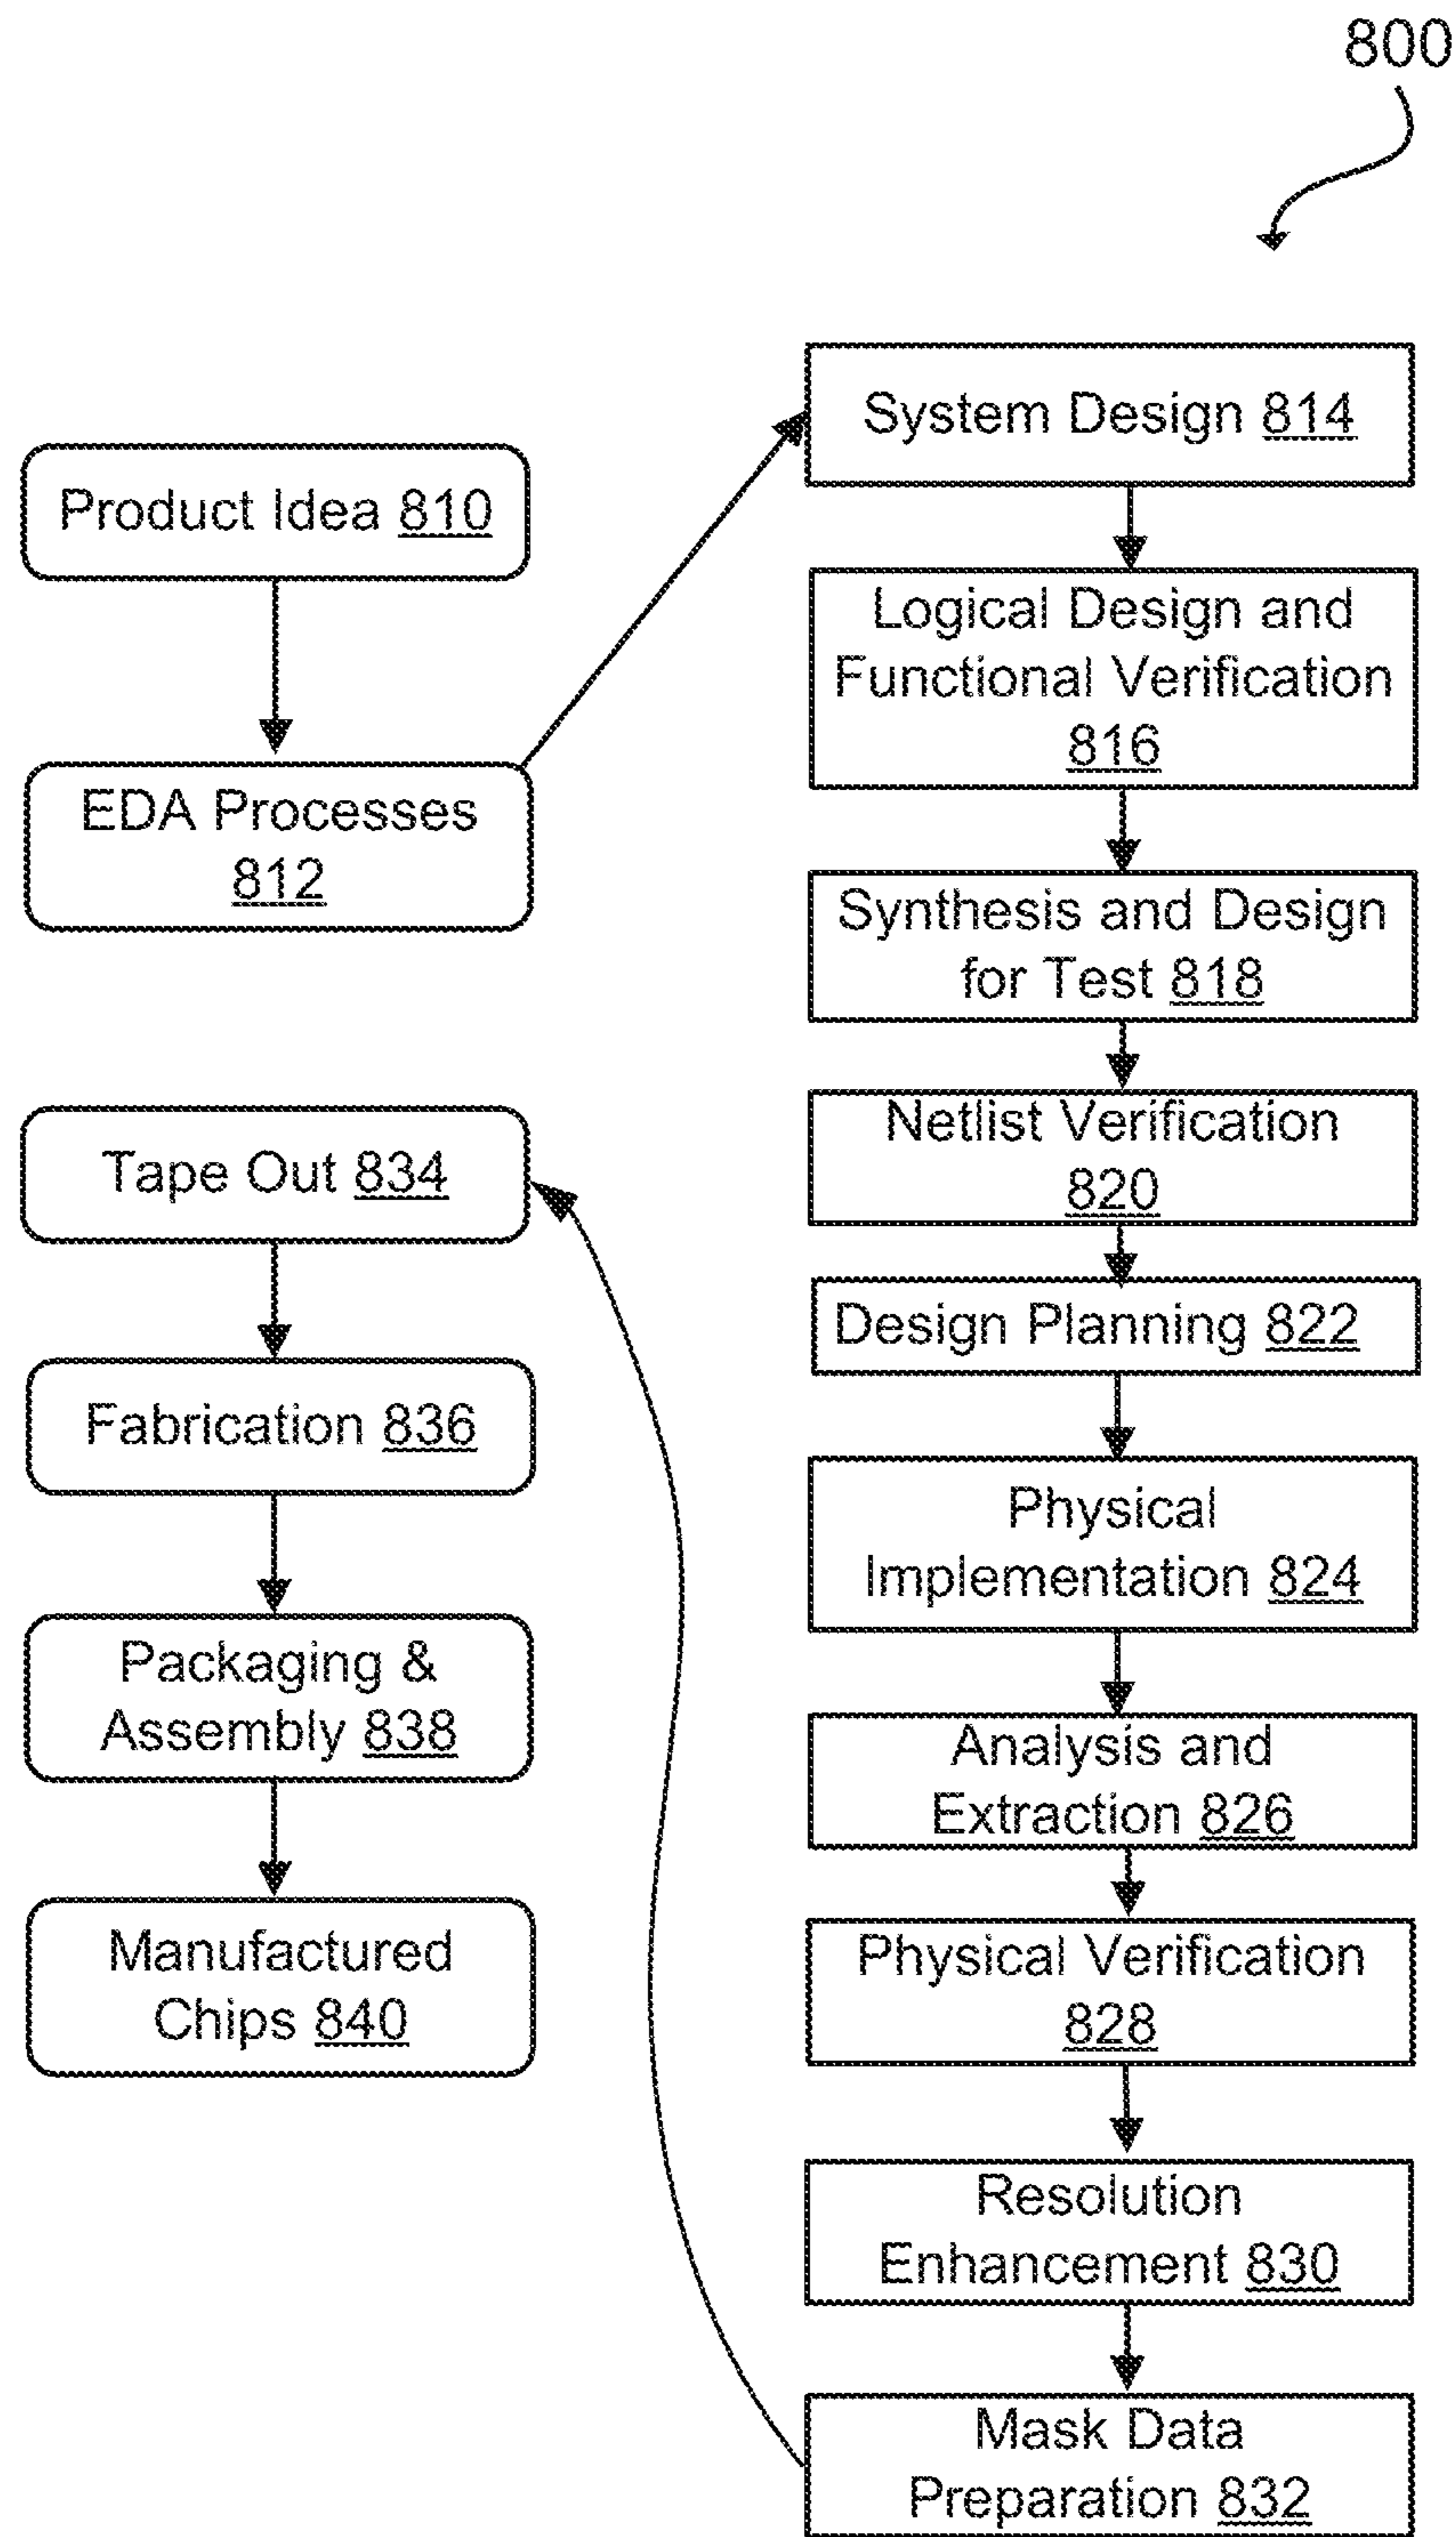 800
Product Idea 810
EDA Processes
812
System Design 814
Logical Design and
Functional Verification
816
Synthesis and Design
for Test 818
Netlist Verification
820
Design Planning 822
Physical
Implementation 824
Analysis and
Extraction 826
Physical Verification
828
Resolution
Enhancement 830
Mask Data
Preparation 832
Tape Out 834
Fabrication 836
Packaging &
Assembly 838
Manufactured
Chips 840